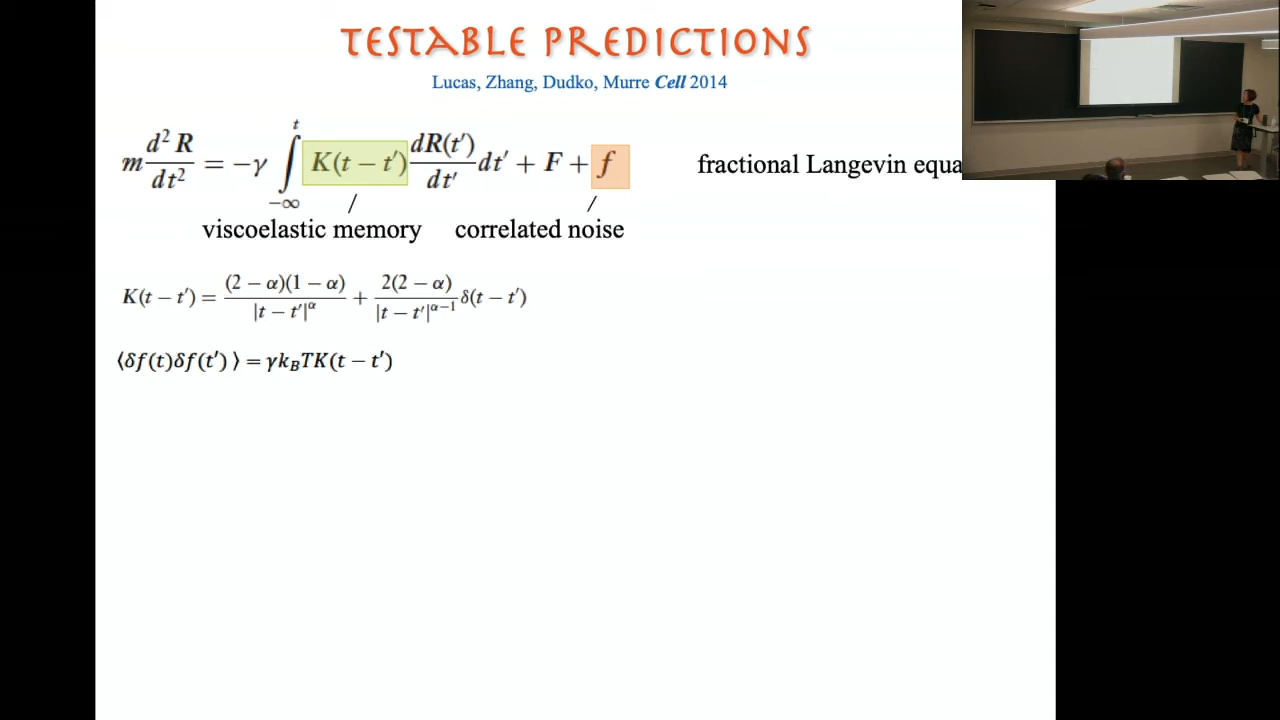 TESTABLE PREDICTIONS
Lucas, Zhang, Dudko, Murre Cell 2014
m d² R / dt² = −γ ∫_{−∞}^{t} K(t − t′) dR(t′)/dt′ dt′ + F + f
fractional Langevin equa
viscoelastic memory
correlated noise
K(t − t′) = (2 − α)(1 − α) / |t − t′|^α + 2(2 − α) / |t − t′|^{α−1} δ(t − t′)
⟨δf(t)δf(t′)⟩ = γk_BTK(t − t′)